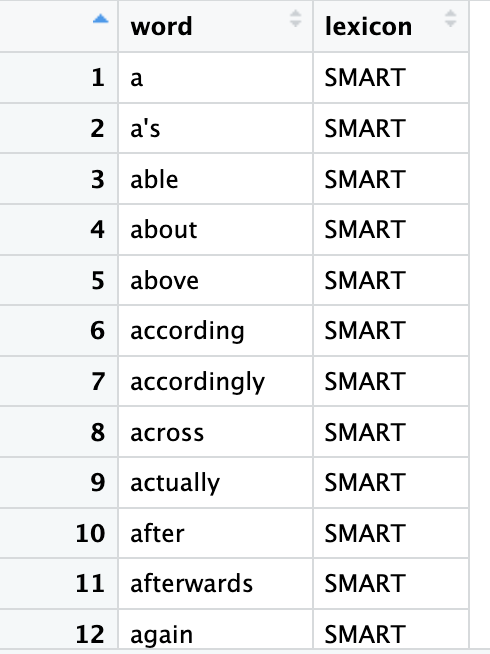 word lexicon
1 a SMART
2 a's SMART
3 able SMART
4 about SMART
5 above SMART
6 according SMART
7 accordingly SMART
8 across SMART
9 actually SMART
10 after SMART
11 afterwards SMART
12 again SMART